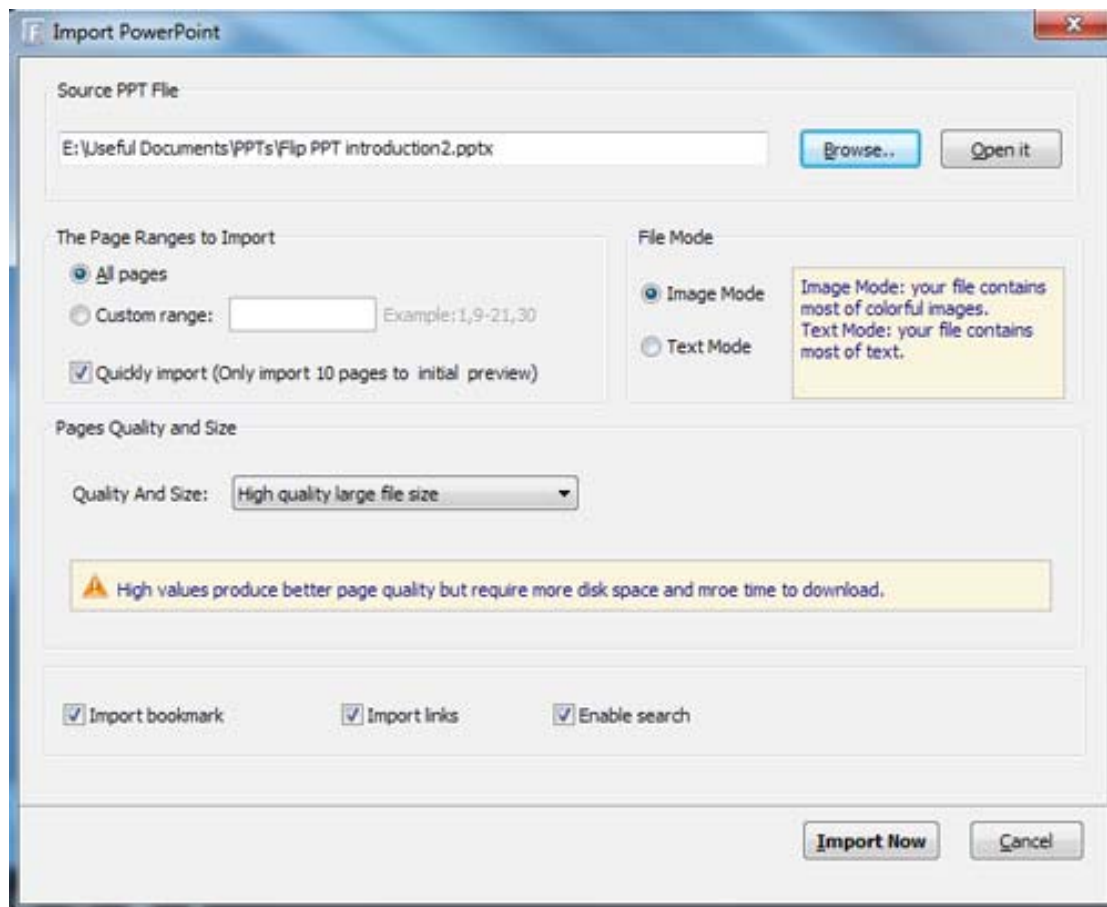 Import PowerPoint
Source PPT Flie
E:\Useful Documents\PPTs\Flip PPT introduction2.pptx
Browse..
Open it
The Page Ranges to Import
All pages
Custom range:
Example:1,9-21,30
Quickly import (Only import 10 pages to initial preview)
File Mode
Image Mode
Text Mode
Image Mode: your file contains
most of colorful images.
Text Mode: your file contains
most of text.
Pages Quality and Size
Quality And Size:
High quality large file size
High values produce better page quality but require more disk space and mroe time to download.
Import bookmark
Import links
Enable search
Import Now
Cancel